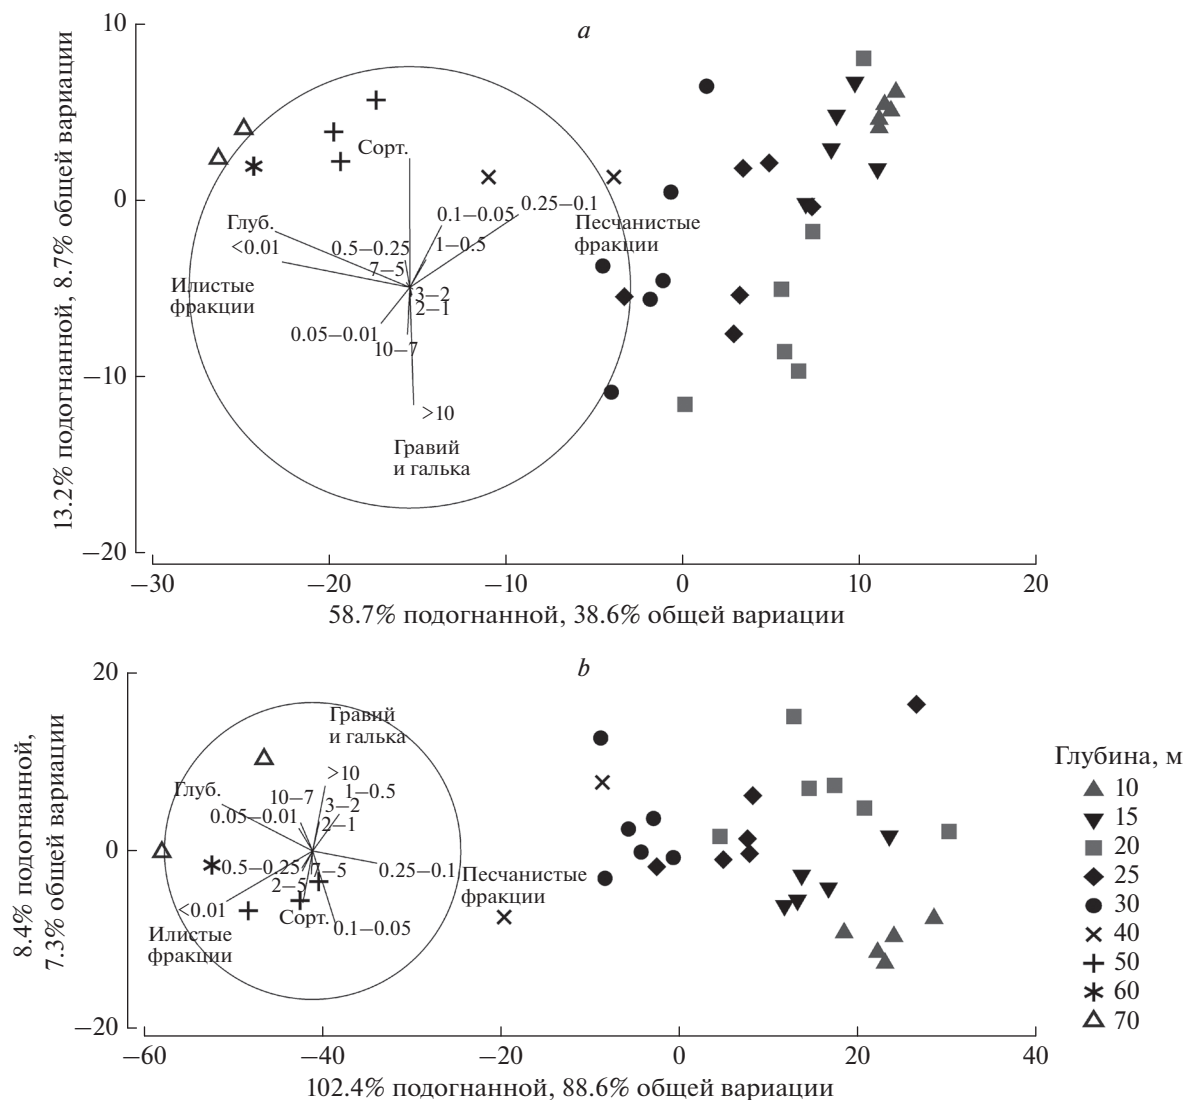 a
10
0
−10
−20
13.2% подогнанной, 8.7% общей вариации
Сорт.
0.25−0.1
0.1−0.05
Песчанистые
фракции
Глуб.
<0.01
0.5−0.25
1−0.5
7−5
Илистые
фракции
3−2
2−1
0.05−0.01
10−7
>10
Гравий
и галька
−30
−20
−10
0
10
20
58.7% подогнанной, 38.6% общей вариации
b
20
0
−20
8.4% подогнанной,
7.3% общей вариации
Гравий
и галька
>10
Глуб.
10−7
1−0.5
3−2
0.05−0.01
2−1
0.5−0.25
7−5
0.25−0.1
Песчанистые
фракции
2−5
<0.01
Сорт.
0.1−0.05
Илистые
фракции
−60
−40
−20
0
20
40
102.4% подогнанной, 88.6% общей вариации
Глубина, м
10
15
20
25
30
40
50
60
70